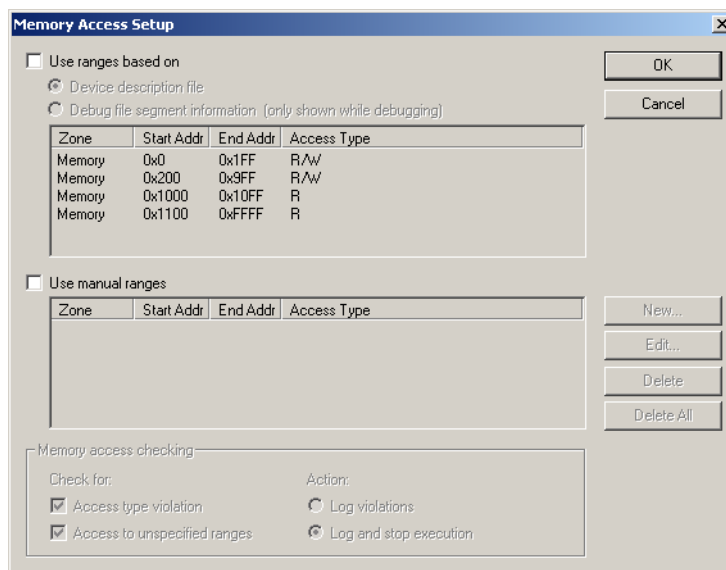 Memory Access Setup
Use ranges based on
Device description file
Debug file segment information (only shown while debugging)
Zone Start Addr End Addr Access Type
Memory 0x0 0x1FF R/W
Memory 0x200 0x9FF R/W
Memory 0x1000 0x10FF R
Memory 0x1100 0xFFFF R
OK
Cancel
Use manual ranges
Zone Start Addr End Addr Access Type
New...
Edit...
Delete
Delete All
Memory access checking
Check for: Action:
Access type violation Log violations
Access to unspecified ranges Log and stop execution